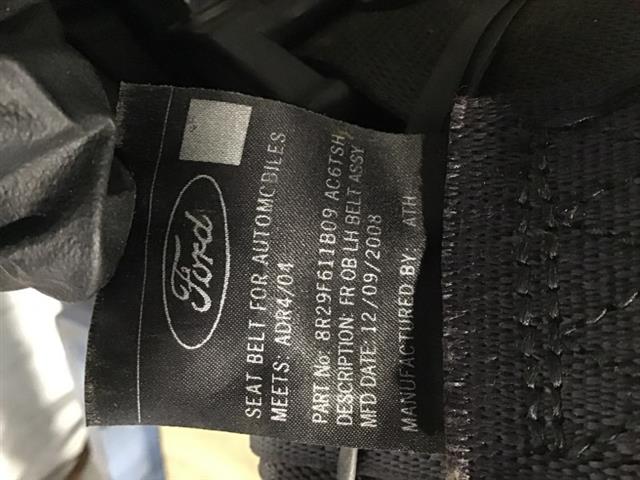 Ford
SEAT BELT FOR AUTOMOBILES
MEETS: ADR4/04
PART No: 8R29F611B09 AC6TSH
DESCRIPTION: FR OB LH BELT ASSY
MFD DATE: 12/09/2008
MANUFACTURED BY: ATH